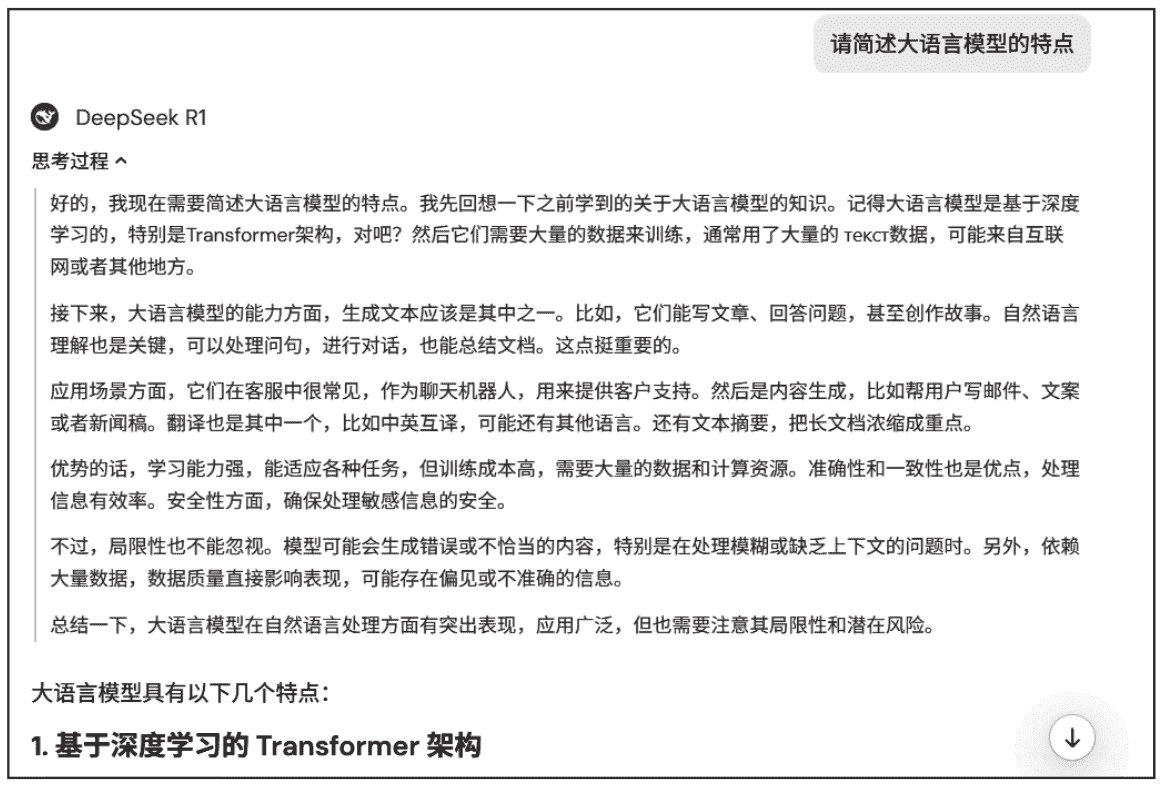 请简述大语言模型的特点
DeepSeek R1
思考过程
好的，我现在需要简述大语言模型的特点。我先回想一下之前学到的关于大语言模型的知识。记得大语言模型是基于深度
学习的，特别是Transformer架构，对吧？然后它们需要大量的数据来训练，通常用了大量的 текст数据，可能来自互联
网或者其他地方。
接下来，大语言模型的能力方面，生成文本应该是其中之一。比如，它们能写文章、回答问题，甚至创作故事。自然语言
理解也是关键，可以处理问句，进行对话，也能总结文档。这点挺重要的。
应用场景方面，它们在客服中很常见，作为聊天机器人，用来提供客户支持。然后是内容生成，比如帮用户写邮件、文案
或者新闻稿。翻译也是其中一个，比如中英互译，可能还有其他语言。还有文本摘要，把长文档浓缩成重点。
优势的话，学习能力强，能适应各种任务，但训练成本高，需要大量的数据和计算资源。准确性和一致性也是优点，处理
信息有效率。安全性方面，确保处理敏感信息的安全。
不过，局限性也不能忽视。模型可能会生成错误或不恰当的内容，特别是在处理模糊或缺乏上下文的问题时。另外，依赖
大量数据，数据质量直接影响表现，可能存在偏见或不准确的信息。
总结一下，大语言模型在自然语言处理方面有突出表现，应用广泛，但也需要注意其局限性和潜在风险。
大语言模型具有以下几个特点：
1. 基于深度学习的 Transformer 架构